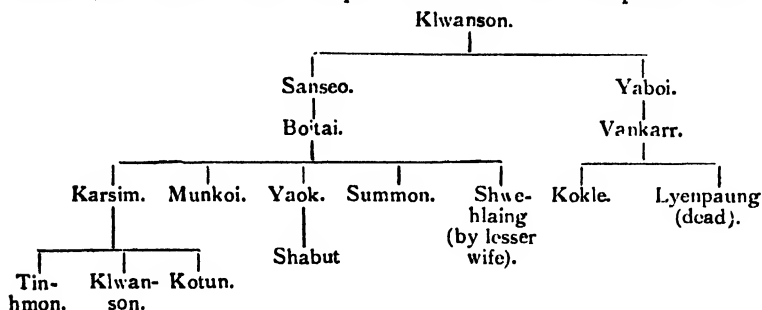 Klwanson.
Sanseo. Yaboi.
Boitai. Vankarr.
Karsim. Munkoi. Yaok. Summon. Shwe- Kokle. Lyenpaung
hlaing (dead).
(by lesser
Shabut wife).
Tin- Klwan- Kotun.
hmon. son.